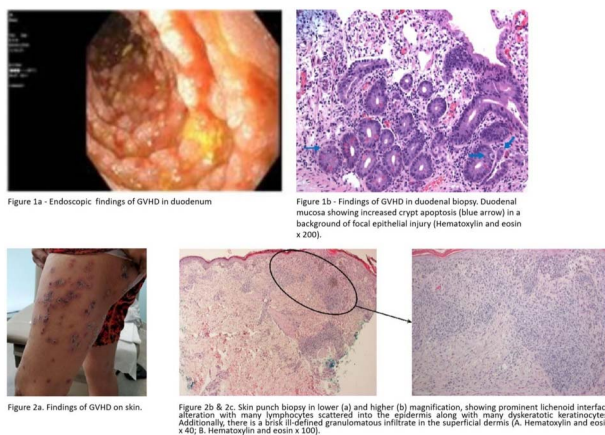 Figure 1a - Endoscopic findings of GVHD in duodenum
Figure 1b - Findings of GVHD in duodenal biopsy. Duodenal
mucosa showing increased crypt apoptosis (blue arrow) in a
background of focal epithelial injury (Hematoxylin and eosin
x 200).
Figure 2a. Findings of GVHD on skin.
Figure 2b & 2c. Skin punch biopsy in lower (a) and higher (b) magnification, showing prominent lichenoid interface
alteration with many lymphocytes scattered into the epidermis along with many dyskeratotic keratinocytes.
Additionally, there is a brisk ill-defined granulomatous infiltrate in the superficial dermis (A. Hematoxylin and eosin
x 40; B. Hematoxylin and eosin x 100).